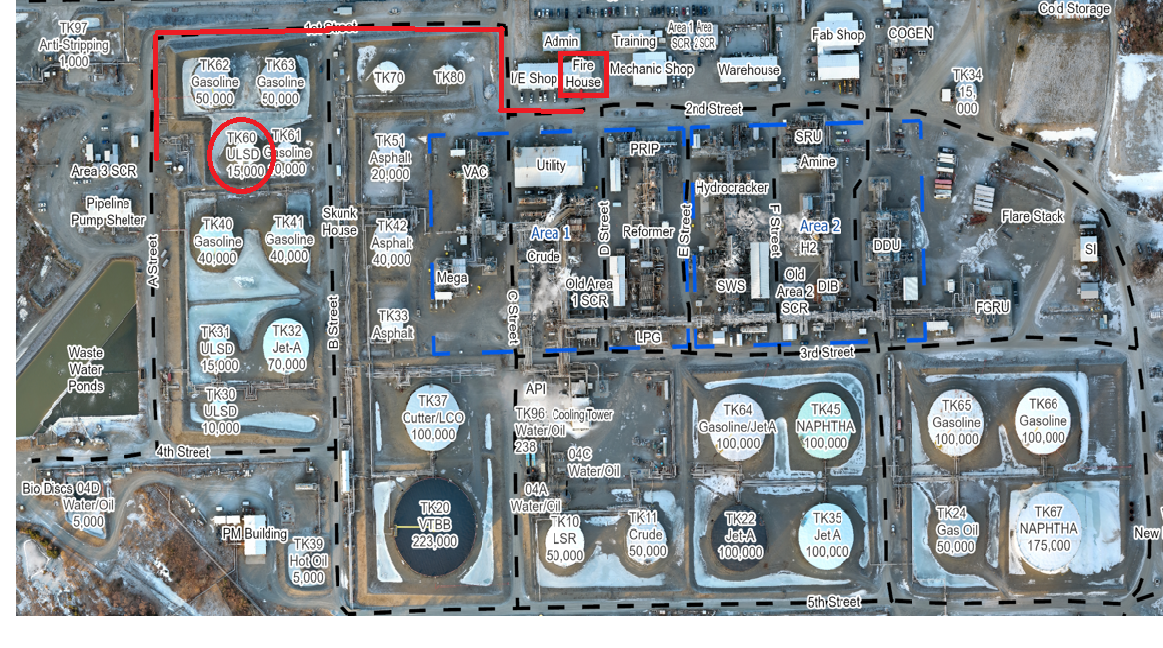 TK97
Anti-Stripping
1,000
1st Street
Admin
Training
Area 1
SCR
Area
2 SCR
Fab Shop
COGEN
Cold Storage
TK62
Gasoline
50,000
TK63
Gasoline
50,000
TK70
TK80
I/E Shop
Fire
House
Mechanic Shop
Warehouse
TK34
15,
000
2nd Street
TK60
ULSD
15,000
TK61
Gasoline
TK51
Asphalt
20,000
VAC
Utility
PRIP
SRU
Amine
Area 3 SCR
Pipeline
Pump Shelter
Hydrocracker
TK40
Gasoline
40,000
TK41
Gasoline
40,000
Skunk
House
TK42
Asphalt
40,000
Area 1
Crude
D Street
Reformer
E Street
F Street
Area 2
H2
DDU
Flare Stack
SI
A Street
Mega
Old Area
1 SCR
SWS
Old
Area 2
SCR
DIB
FGRU
B Street
C Street
TK31
ULSD
15,000
TK32
Jet-A
70,000
TK33
Asphalt
LPG
3rd Street
Waste
Water
Ponds
TK30
ULSD
10,000
TK37
Cutter/LCO
100,000
API
TK96
Water/Oil
238
Cooling Tower
TK64
Gasoline/JetA
100,000
TK45
NAPHTHA
100,000
TK65
Gasoline
100,000
TK66
Gasoline
100,000
4th Street
04C
Water/Oil
Bio Discs
04D
Water/Oil
5,000
04A
Water/Oil
PM Building
TK39
Hot Oil
5,000
TK20
VTBB
223,000
TK10
LSR
50,000
TK11
Crude
50,000
TK22
Jet-A
100,000
TK35
Jet A
100,000
TK24
Gas Oil
50,000
TK67
NAPHTHA
175,000
New
5th Street